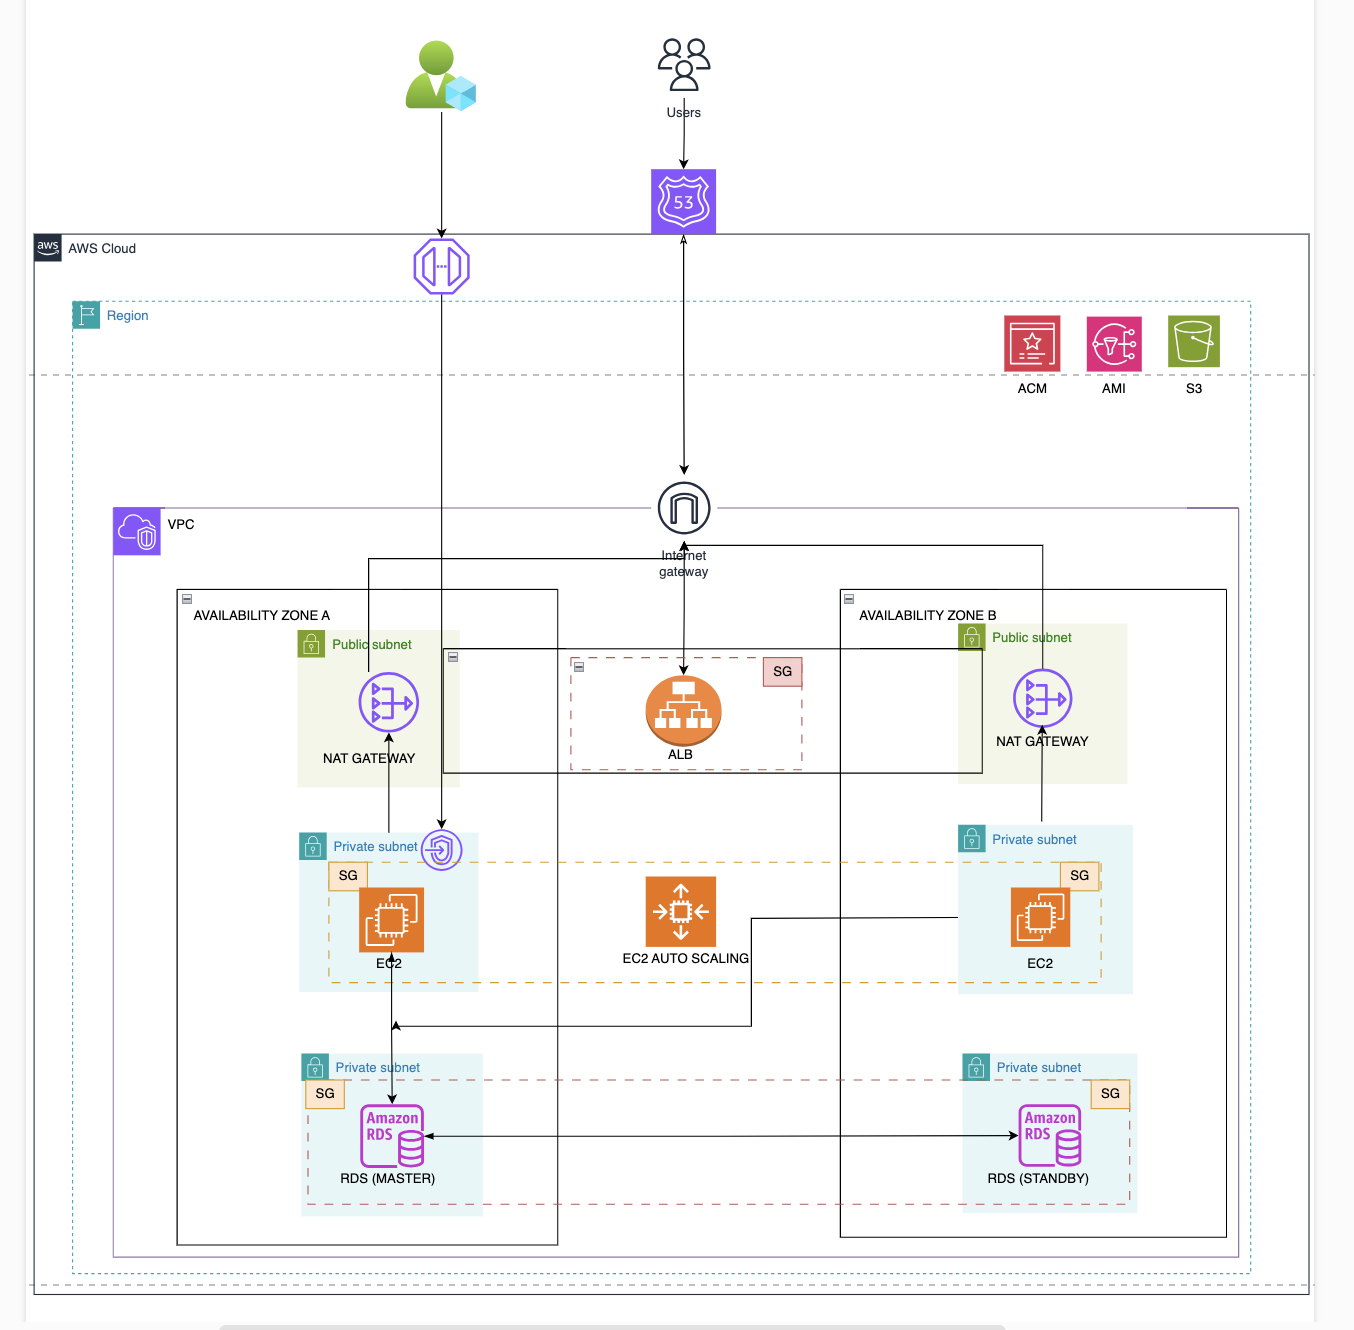 Users
53
aws
AWS Cloud
Region
ACM
AMI
S3
VPC
Internet
gateway
AVAILABILITY ZONE A
AVAILABILITY ZONE B
Public subnet
Public subnet
SG
NAT GATEWAY
ALB
NAT GATEWAY
Private subnet
Private subnet
SG
SG
EC2
EC2 AUTO SCALING
EC2
Private subnet
Private subnet
SG
SG
Amazon
RDS
Amazon
RDS
RDS (MASTER)
RDS (STANDBY)